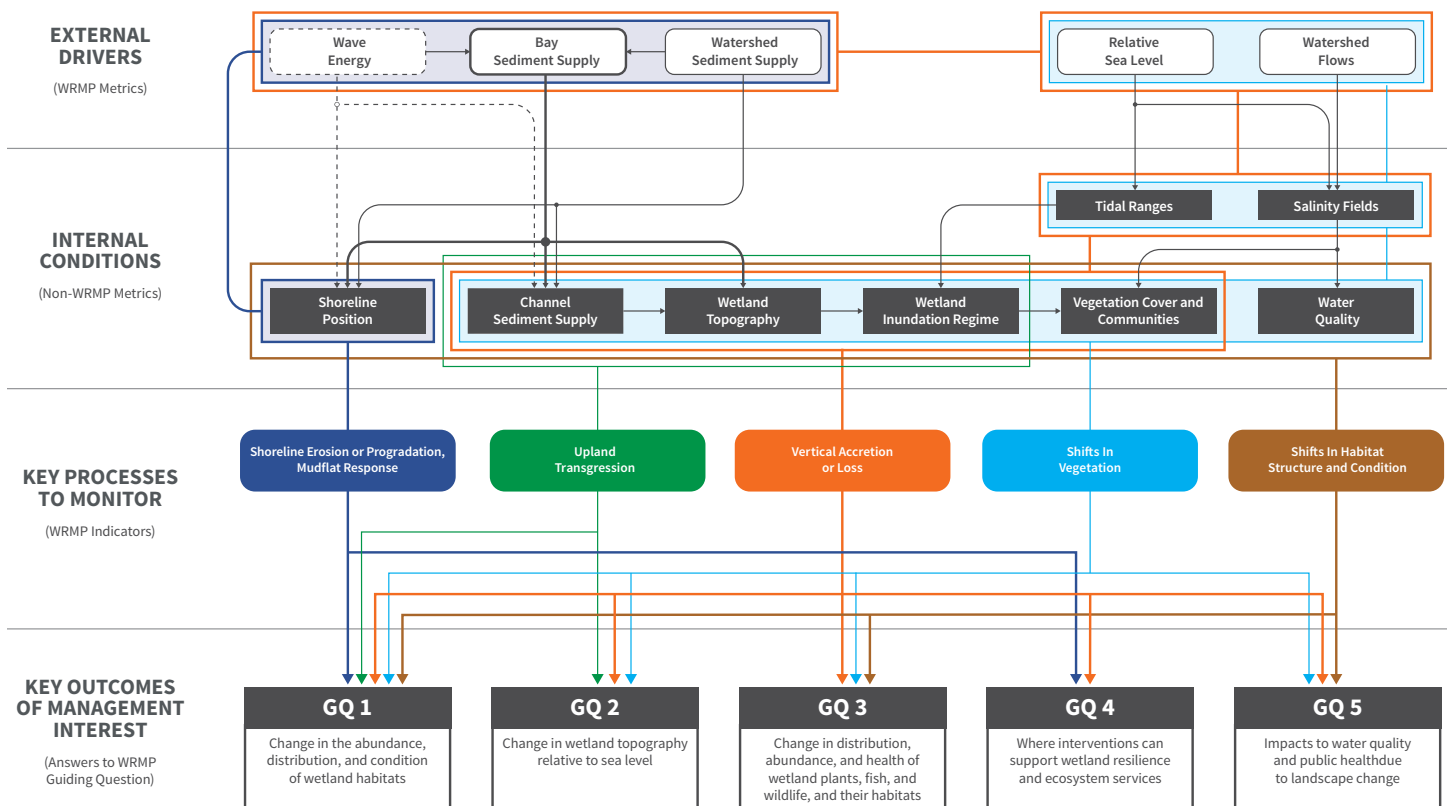 EXTERNAL
DRIVERS
(WRMP Metrics)
Wave
Energy
Bay
Sediment Supply
Watershed
Sediment Supply
Relative
Sea Level
Watershed
Flows
INTERNAL
CONDITIONS
(Non-WRMP Metrics)
Tidal Ranges
Salinity Fields
Shoreline
Position
Channel
Sediment Supply
Wetland
Topography
Wetland
Inundation Regime
Vegetation Cover and
Communities
Water
Quality
KEY PROCESSES
TO MONITOR
(WRMP Indicators)
Shoreline Erosion or Progradation,
Mudflat Response
Upland
Transgression
Vertical Accretion
or Loss
Shifts In
Vegetation
Shifts In Habitat
Structure and Condition
KEY OUTCOMES
OF MANAGEMENT
INTEREST
(Answers to WRMP
Guiding Question)
GQ 1
Change in the abundance,
distribution, and condition
of wetland habitats
GQ 2
Change in wetland topography
relative to sea level
GQ 3
Change in distribution,
abundance, and health of
wetland plants, fish, and
wildlife, and their habitats
GQ 4
Where interventions can
support wetland resilience
and ecosystem services
GQ 5
Impacts to water quality
and public healthdue
to landscape change